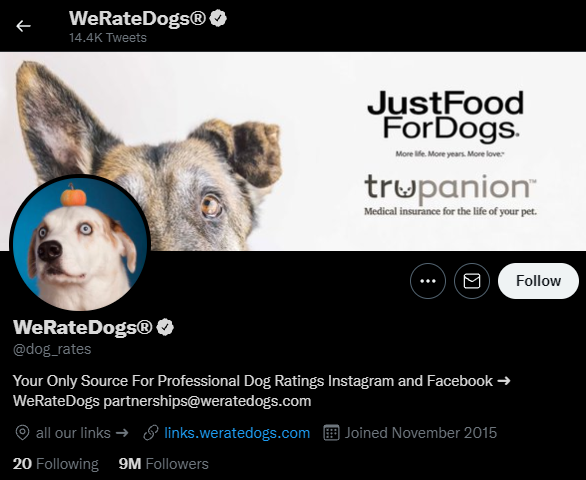 WeRateDogs®
14.4K Tweets
JustFood
ForDogs®
More life. More years. More love.®
trupanion™
Medical insurance for the life of your pet.
Follow
WeRateDogs®
@dog_rates
Your Only Source For Professional Dog Ratings Instagram and Facebook ➜
WeRateDogs partnerships@weratedogs.com
all our links → links.weratedogs.com Joined November 2015
20 Following 9M Followers